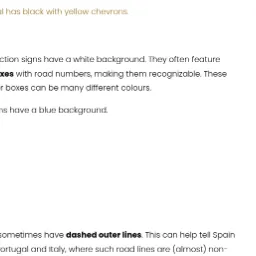 l has black with yellow chevrons
ction signs have a white background. They often feature
xes with road numbers, making them recognizable. These
r boxes can be many different colours.
ns have a blue background.
sometimes have dashed outer lines. This can help tell Spain
ortugal and Italy, where such road lines are (almost) non-